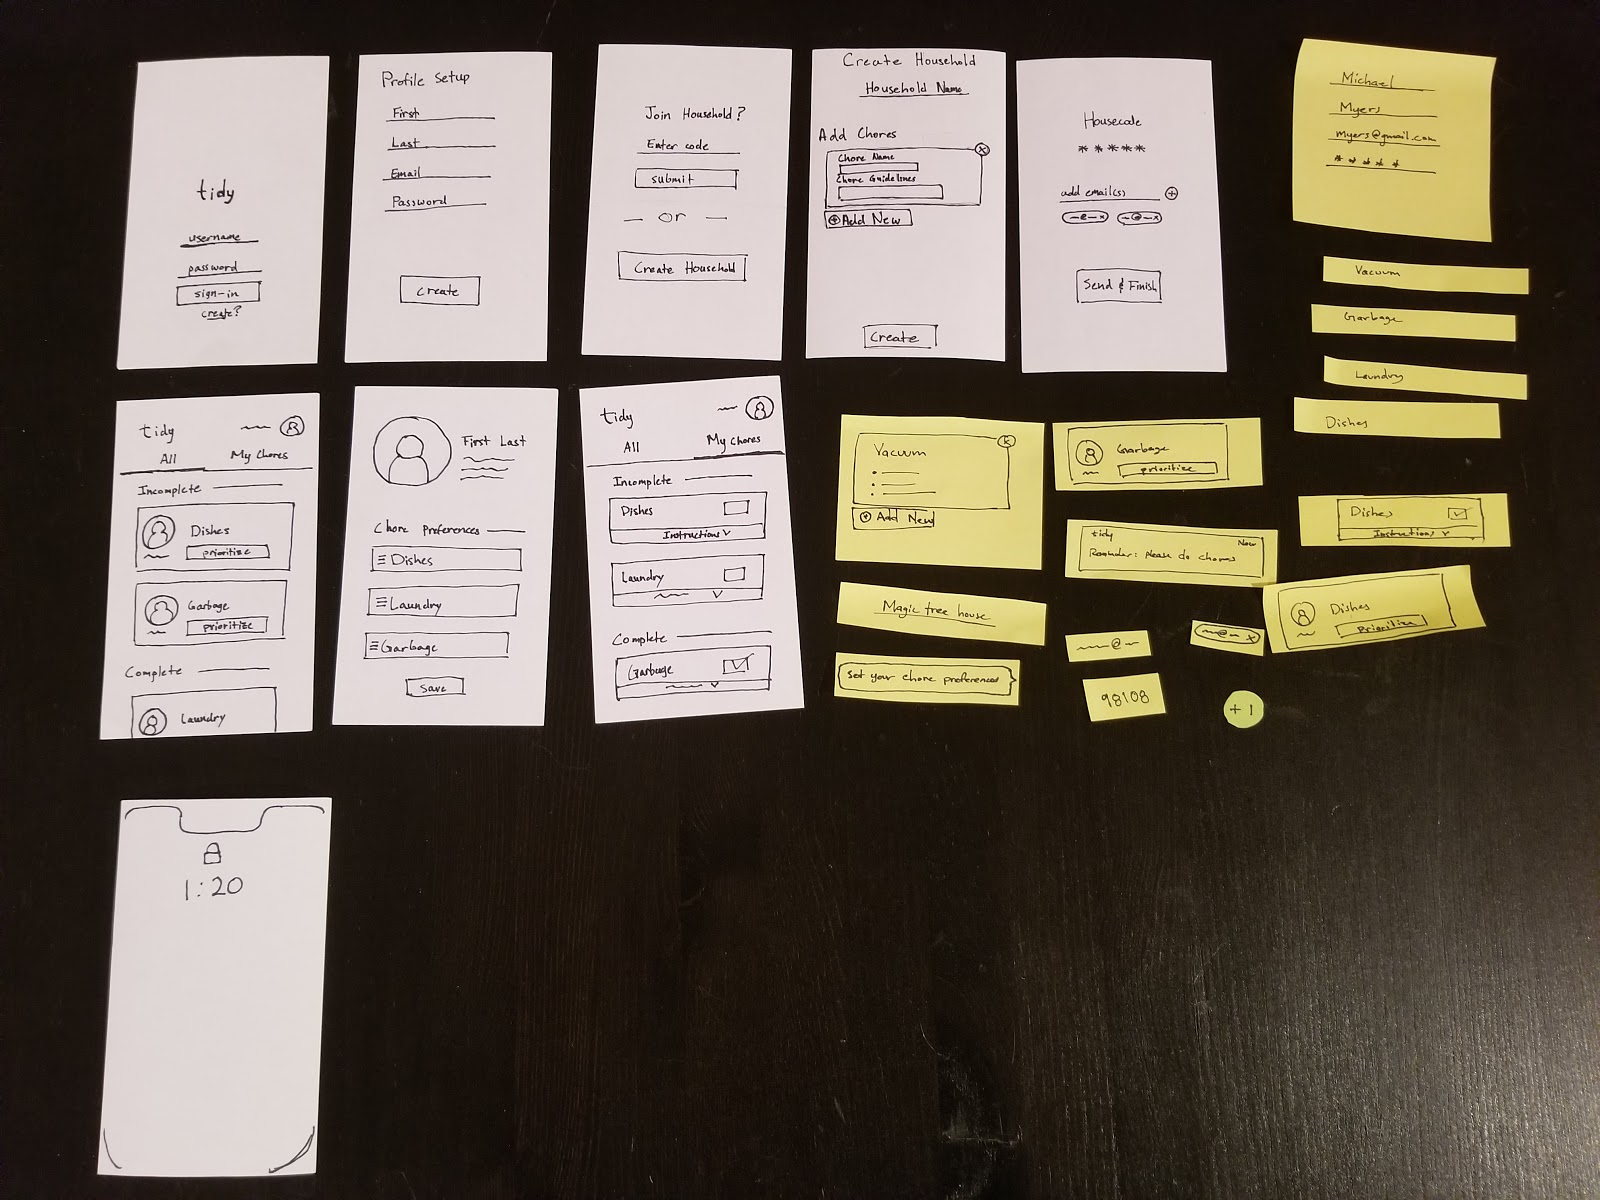 tidy
username
password
sign-in
create?
Profile Setup
First
Last
Email
Password
Create
Join Household?
Enter code
submit
or
Create Household
Create Household
Household Name
Add Chores
Chore Name
Chore Guidelines
Add New
Create
Housecode
*****
add email(s)
Send & Finish
Michael
Myers
myers@gmail.com
*****
Vacuum
Garbage
Laundry
Dishes
tidy
All
My Chores
Incomplete
Dishes
prioritize
Garbage
prioritize
Complete
Laundry
First Last
Chore Preferences
Dishes
Laundry
Garbage
Save
tidy
All
My Chores
Incomplete
Dishes
Instructions
Laundry
Complete
Garbage
Vacuum
Add New
Magic tree house
Set your chore preferences
Garbage
prioritize
tidy
Now
Reminder: Please do
@
98108
@ x
+1
Dishes
Instructions
Dishes
Prioritize
1:20